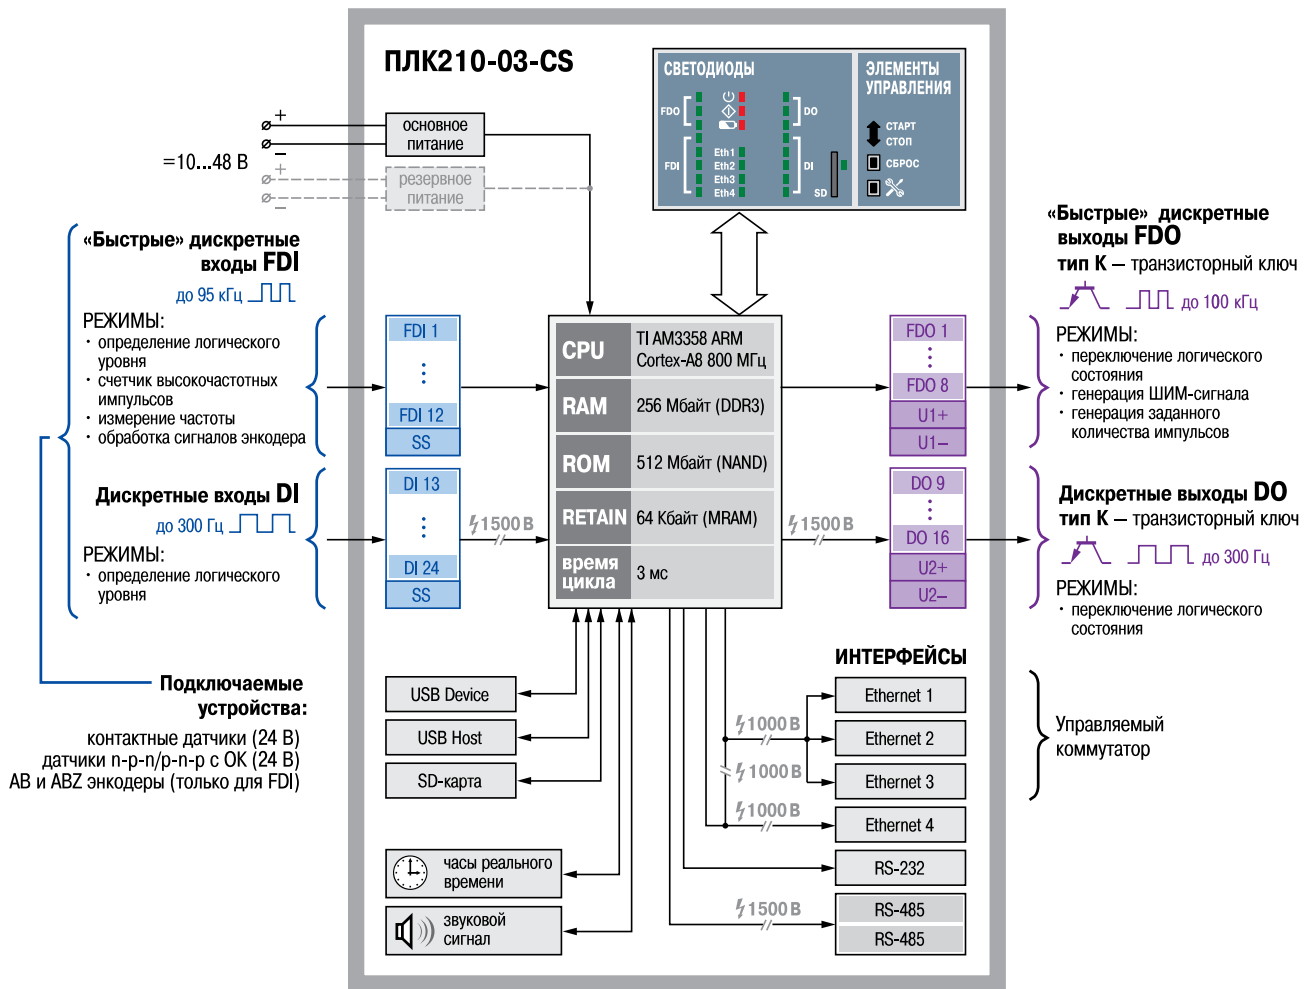 ПЛК210-03-CS
СВЕТОДИОДЫ
FDO
DO
FDI
DI
Eth1
Eth2
Eth3
Eth4
SD
ЭЛЕМЕНТЫ
УПРАВЛЕНИЯ
СТАРТ
СТОП
СБРОС
=10...48 В
+
–
+
–
основное
питание
резервное
питание
«Быстрые» дискретные
входы FDI
до 95 кГц
РЕЖИМЫ:
· определение логического
уровня
· счетчик высокочастотных
импульсов
· измерение частоты
· обработка сигналов энкодера
Дискретные входы DI
до 300 Гц
РЕЖИМЫ:
· определение логического
уровня
Подключаемые
устройства:
контактные датчики (24 В)
датчики n-p-n/p-n-p с ОК (24 В)
AB и ABZ энкодеры (только для FDI)
FDI 1
FDI 12
SS
DI 13
DI 24
SS
1500 В
CPU
TI AM3358 ARM
Cortex-A8 800 МГц
RAM
256 Мбайт (DDR3)
ROM
512 Мбайт (NAND)
RETAIN
64 Кбайт (MRAM)
время
цикла
3 мс
1500 В
FDO 1
FDO 8
U1+
U1–
DO 9
DO 16
U2+
U2–
«Быстрые» дискретные
выходы FDO
тип К – транзисторный ключ
до 100 кГц
РЕЖИМЫ:
· переключение логического
состояния
· генерация ШИМ-сигнала
· генерация заданного
количества импульсов
Дискретные выходы DO
тип К – транзисторный ключ
до 300 Гц
РЕЖИМЫ:
· переключение логического
состояния
USB Device
USB Host
SD-карта
часы реального
времени
звуковой
сигнал
ИНТЕРФЕЙСЫ
1000 В
1000 В
1000 В
1500 В
Ethernet 1
Ethernet 2
Ethernet 3
Ethernet 4
RS-232
RS-485
RS-485
Управляемый
коммутатор